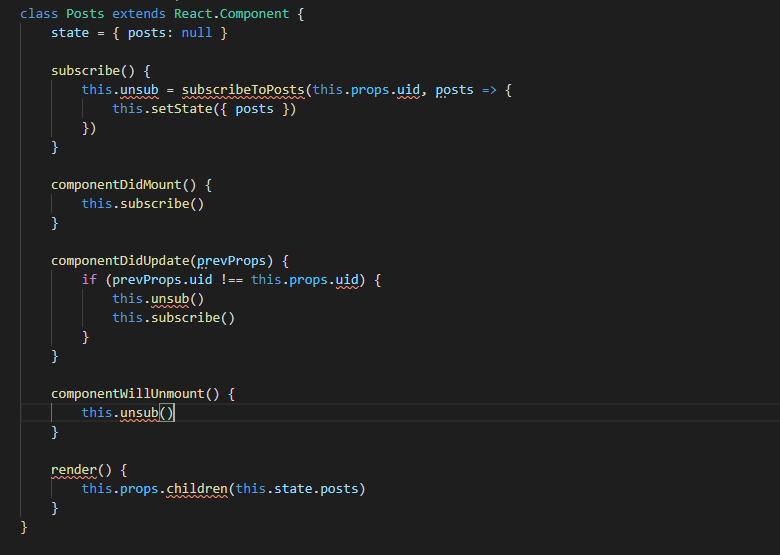 class Posts extends React.Component {
    state = { posts: null }

    subscribe() {
        this.unsub = subscribeToPosts(this.props.uid, posts => {
            this.setState({ posts })
        })
    }

    componentDidMount() {
        this.subscribe()
    }

    componentDidUpdate(prevProps) {
        if (prevProps.uid !== this.props.uid) {
            this.unsub()
            this.subscribe()
        }
    }

    componentWillUnmount() {
        this.unsub()
    }

    render() {
        this.props.children(this.state.posts)
    }
}